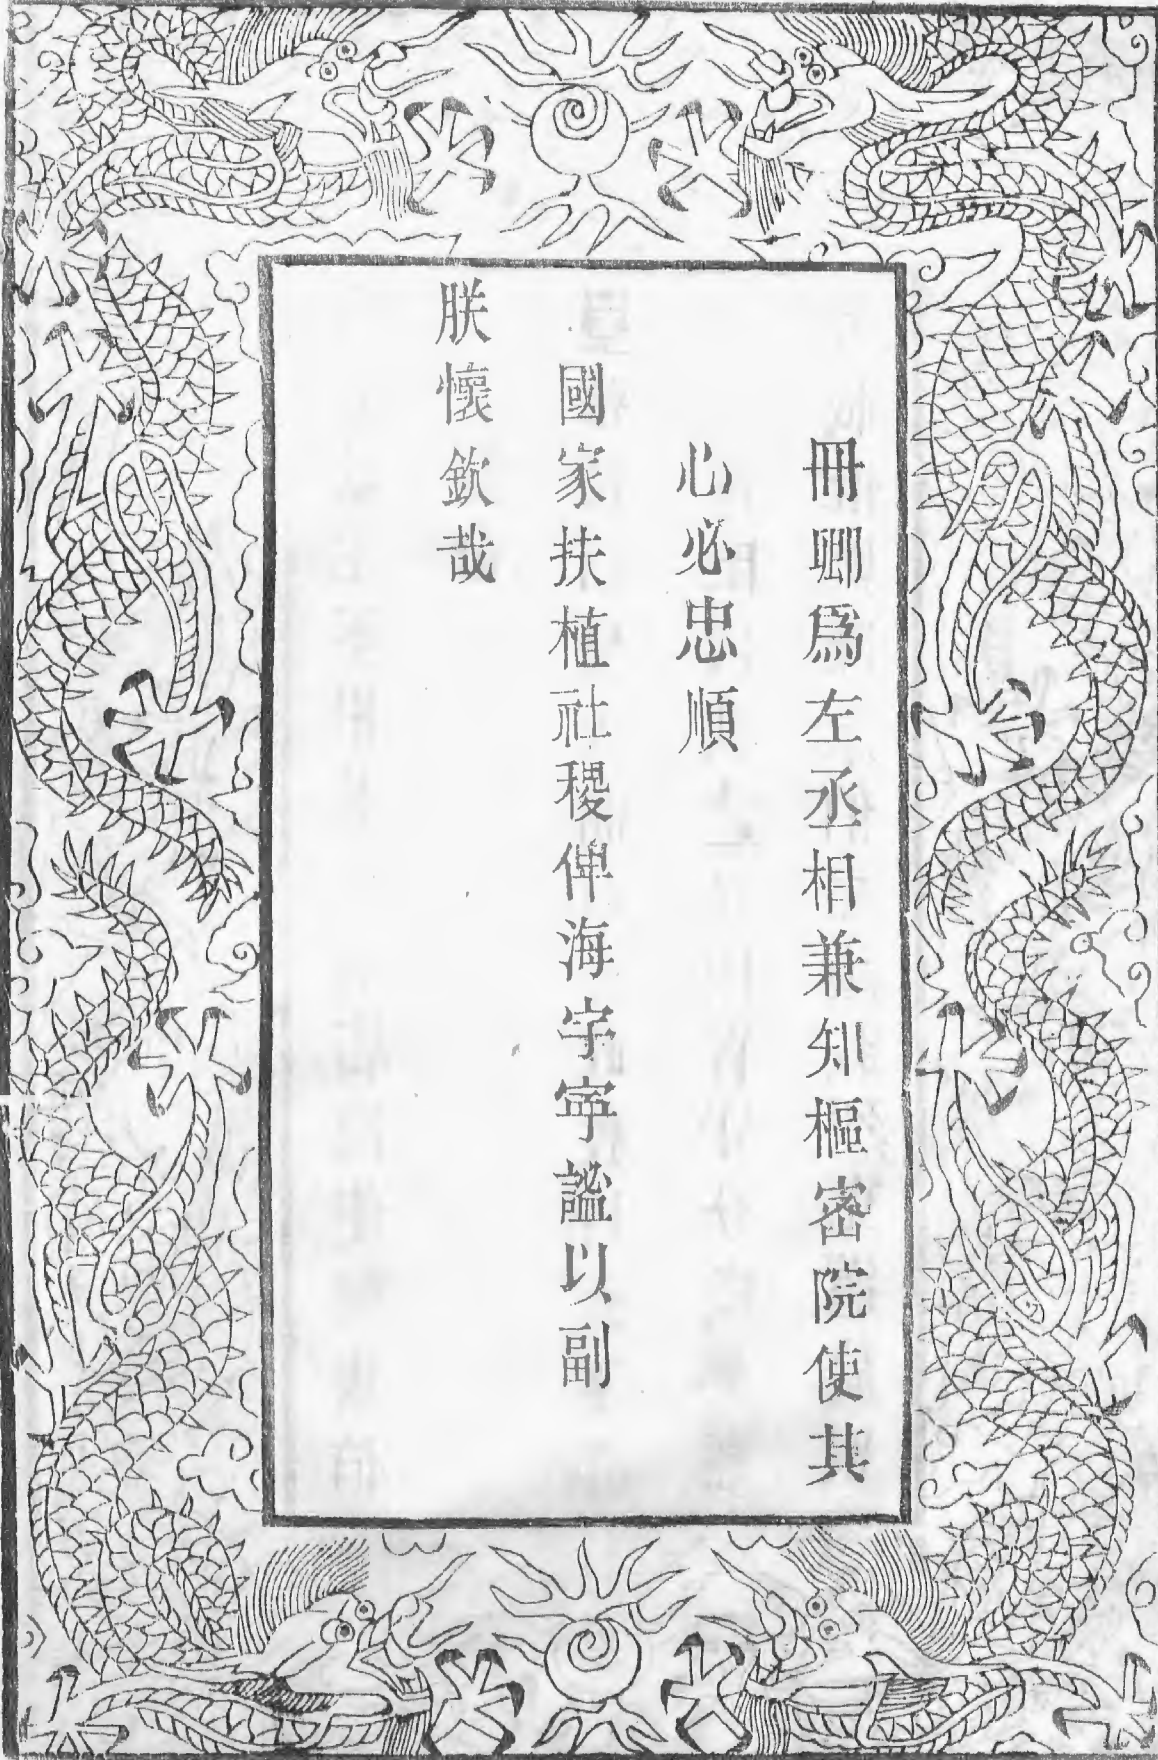 冊卿爲左丞相兼知樞密院使其
心必忠順
國家扶植社稷俾海宇寧謐以副
朕懷欽哉